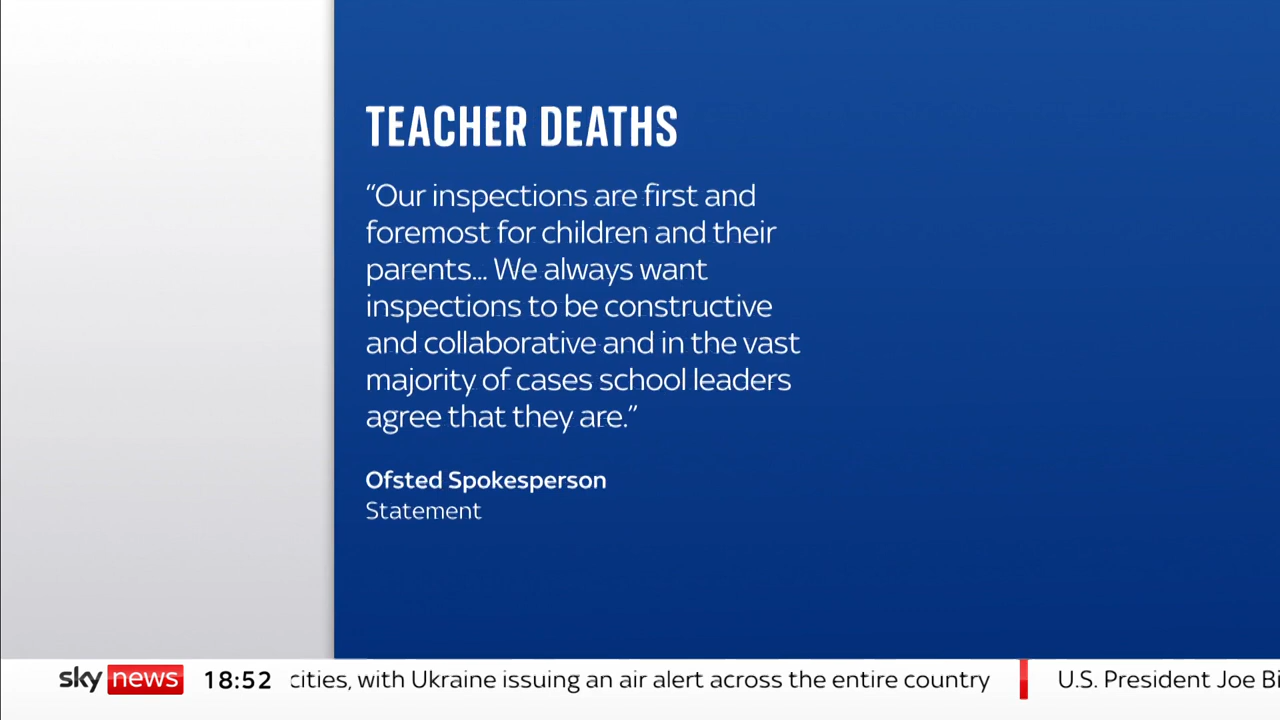 TEACHER DEATHS
“Our inspections are first and
foremost for children and their
parents... We always want
inspections to be constructive
and collaborative and in the vast
majority of cases school leaders
agree that they are.”
Ofsted Spokesperson
Statement
sky news 18:52 cities, with Ukraine issuing an air alert across the entire country U.S. President Joe Bi